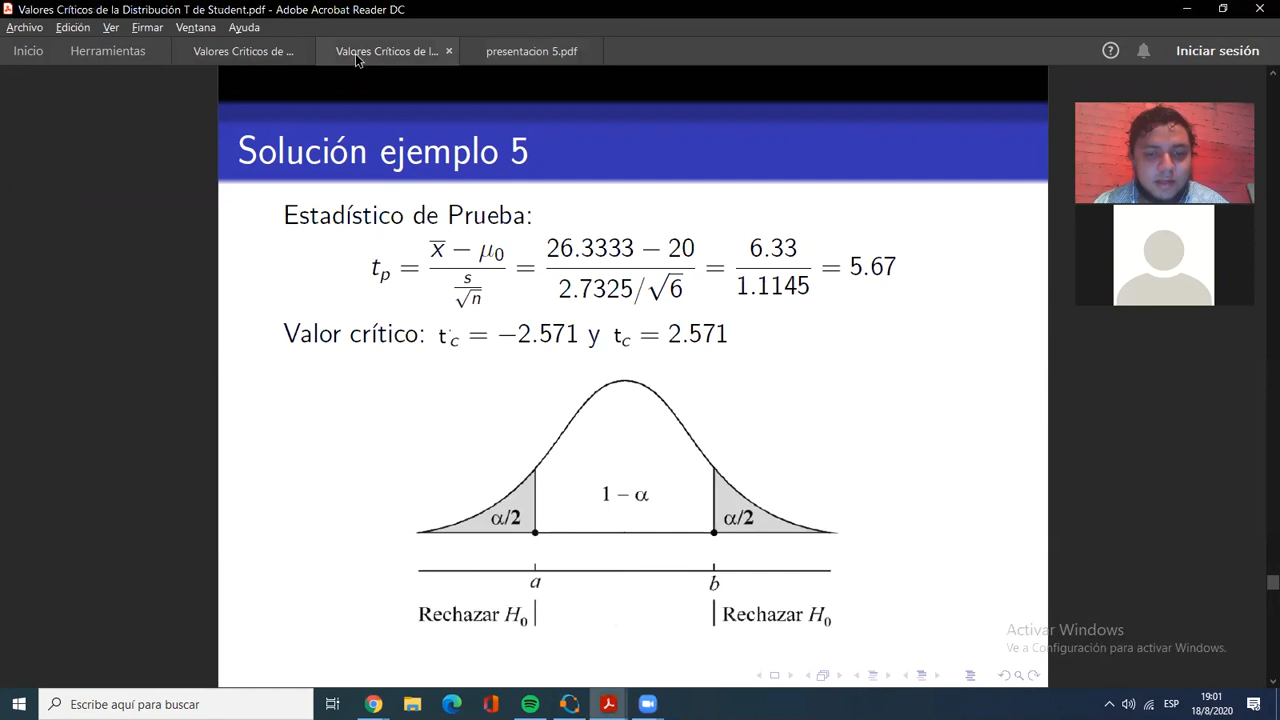 Valores Críticos de la Distribución T de Student.pdf - Adobe Acrobat Reader DC
Archivo Edición Ver Firmar Ventana Ayuda
Inicio Herramientas Valores Criticos de ... Valores Críticos de l... × presentacion 5.pdf Iniciar sesión
Solución ejemplo 5
Estadístico de Prueba:
t_p = (x̄ − μ₀)/(s/√n) = (26.3333 − 20)/(2.7325/√6) = 6.33/1.1145 = 5.67
Valor crítico: t_c = −2.571 y t_c = 2.571
1 − α
α/2 α/2
a b
Rechazar H₀ Rechazar H₀
Activar Windows
Ve a Configuración para activar Windows.
Escribe aquí para buscar
ESP
19:01
18/8/2020